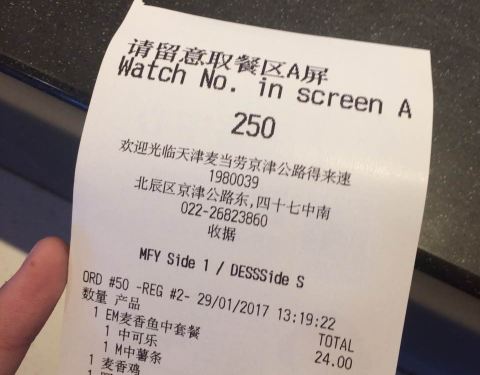 请留意取餐区A屏
Watch No. in screen A
250
欢迎光临天津麦当劳京津公路得来速
1980039
北辰区京津公路东,四十七中南
022-26823860
收据
MFY Side 1 / DESSSide S
ORD #50 -REG #2- 29/01/2017 13:19:22
数量 产品 TOTAL
1 EM麦香鱼中套餐 24.00
1 中可乐
1 M中薯条
1 麦香鸡